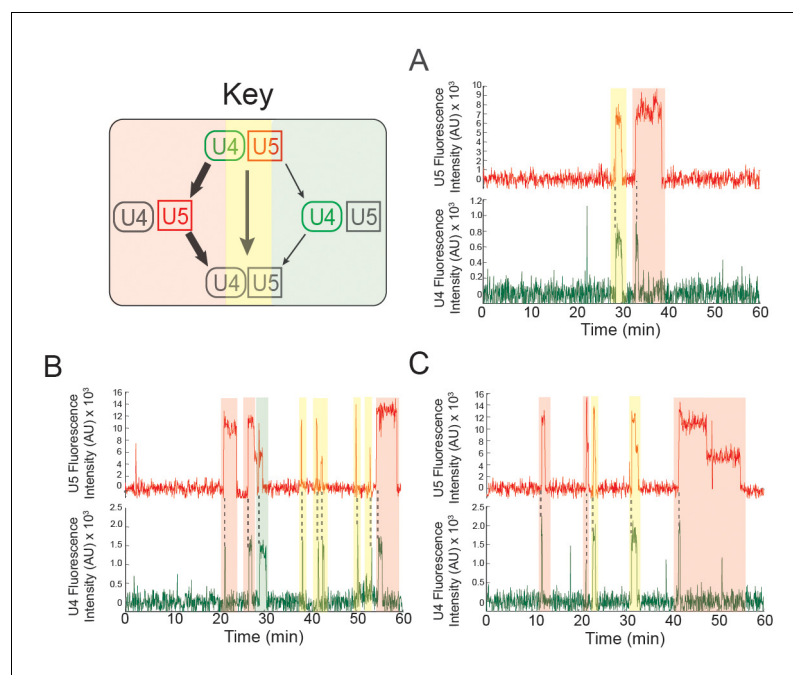 Key
U4 U5
U4 U5
U4 U5
U4 U5
A
U5 Fluorescence
Intensity (AU) x 10³
10
9
8
7
6
5
4
3
2
1
0
U4 Fluorescence
Intensity (AU) x 10³
1.2
1.0
0.8
0.6
0.4
0.2
0
0 10 20 30 40 50 60
Time (min)
B
U5 Fluorescence
Intensity (AU) x 10³
16
14
12
10
8
6
4
2
0
U4 Fluorescence
Intensity (AU) x 10³
2.5
2.0
1.5
1.0
0.5
0
0 10 20 30 40 50 60
Time (min)
C
U5 Fluorescence
Intensity (AU) x 10³
16
14
12
10
8
6
4
2
0
U4 Fluorescence
Intensity (AU) x 10³
2.5
2.0
1.5
1.0
0.5
0
0 10 20 30 40 50 60
Time (min)